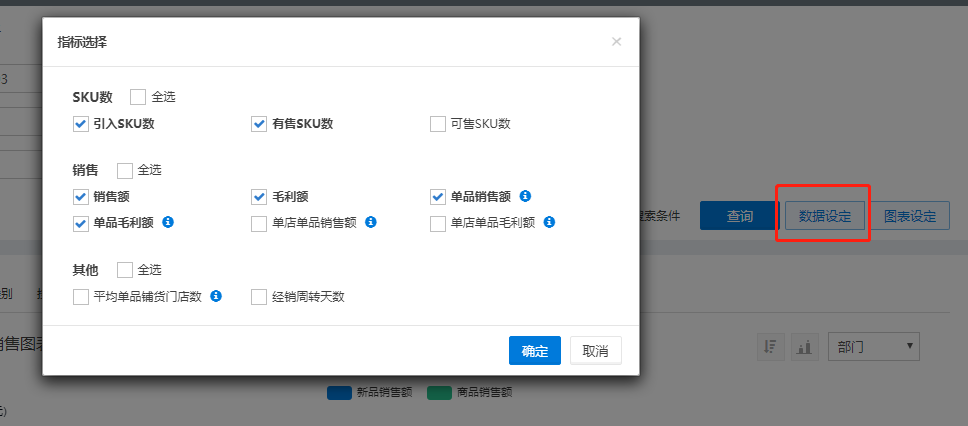 指标选择
×
3
SKU数 全选
引入SKU数 有售SKU数 可售SKU数
销售 全选
销售额 毛利额 单品销售额
单品毛利额 单店单品销售额 单店单品毛利额
索条件 查询 数据设定 图表设定
其他 全选
别
平均单品铺货门店数 经销周转天数
确定 取消
销售图表
部门
新品销售额 商品销售额